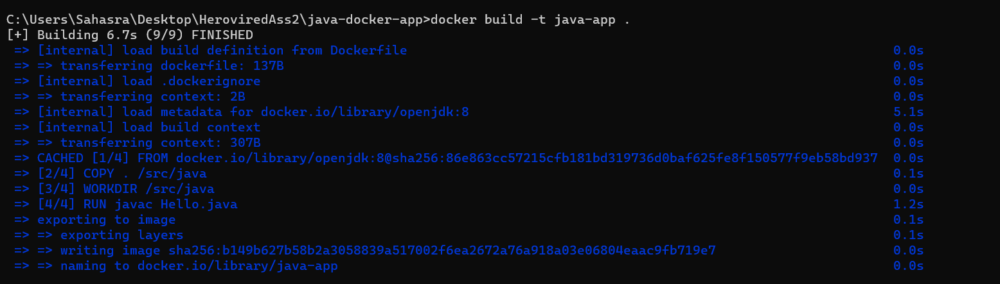 C:\Users\Sahasra\Desktop\HeroviredAss2\java-docker-app>docker build -t java-app .
[+] Building 6.7s (9/9) FINISHED
=> [internal] load build definition from Dockerfile 0.0s
=> => transferring dockerfile: 137B 0.0s
=> [internal] load .dockerignore 0.0s
=> => transferring context: 2B 0.0s
=> [internal] load metadata for docker.io/library/openjdk:8 5.1s
=> [internal] load build context 0.0s
=> => transferring context: 307B 0.0s
=> CACHED [1/4] FROM docker.io/library/openjdk:8@sha256:86e863cc57215cfb181bd319736d0baf625fe8f150577f9eb58bd937 0.0s
=> [2/4] COPY . /src/java 0.1s
=> [3/4] WORKDIR /src/java 0.0s
=> [4/4] RUN javac Hello.java 1.2s
=> exporting to image 0.1s
=> => exporting layers 0.1s
=> => writing image sha256:b149b627b58b2a3058839a517002f6ea2672a76a918a03e06804eaac9fb719e7 0.0s
=> => naming to docker.io/library/java-app 0.0s